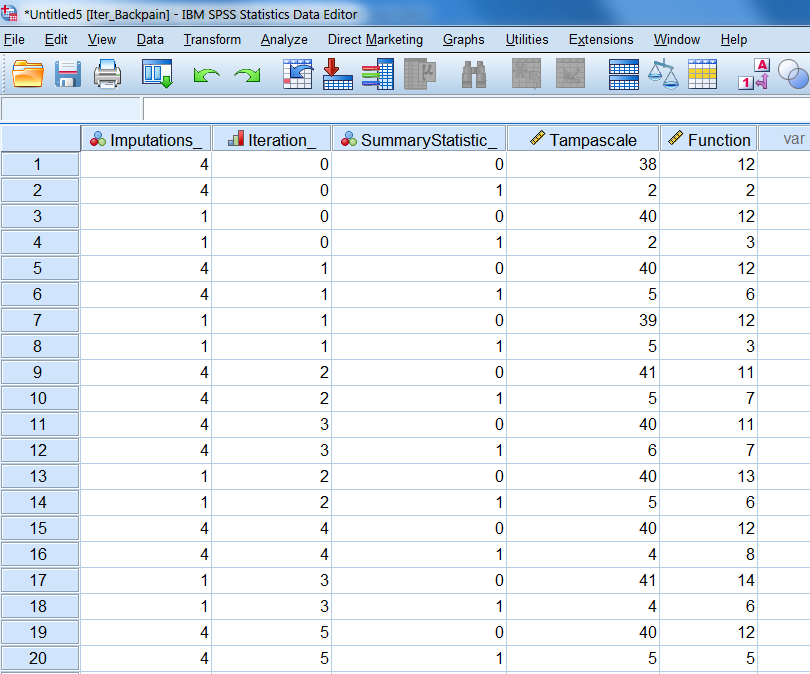 *Untitled5 [Iter_Backpain] - IBM SPSS Statistics Data Editor
File Edit View Data Transform Analyze Direct Marketing Graphs Utilities Extensions Window Help
A
1
Imputations_ Iteration_ SummaryStatistic_ Tampascale Function var
1 4 0 0 38 12
2 4 0 1 2 2
3 1 0 0 40 12
4 1 0 1 2 3
5 4 1 0 40 12
6 4 1 1 5 6
7 1 1 0 39 12
8 1 1 1 5 3
9 4 2 0 41 11
10 4 2 1 5 7
11 4 3 0 40 11
12 4 3 1 6 7
13 1 2 0 40 13
14 1 2 1 5 6
15 4 4 0 40 12
16 4 4 1 4 8
17 1 3 0 41 14
18 1 3 1 4 6
19 4 5 0 40 12
20 4 5 1 5 5